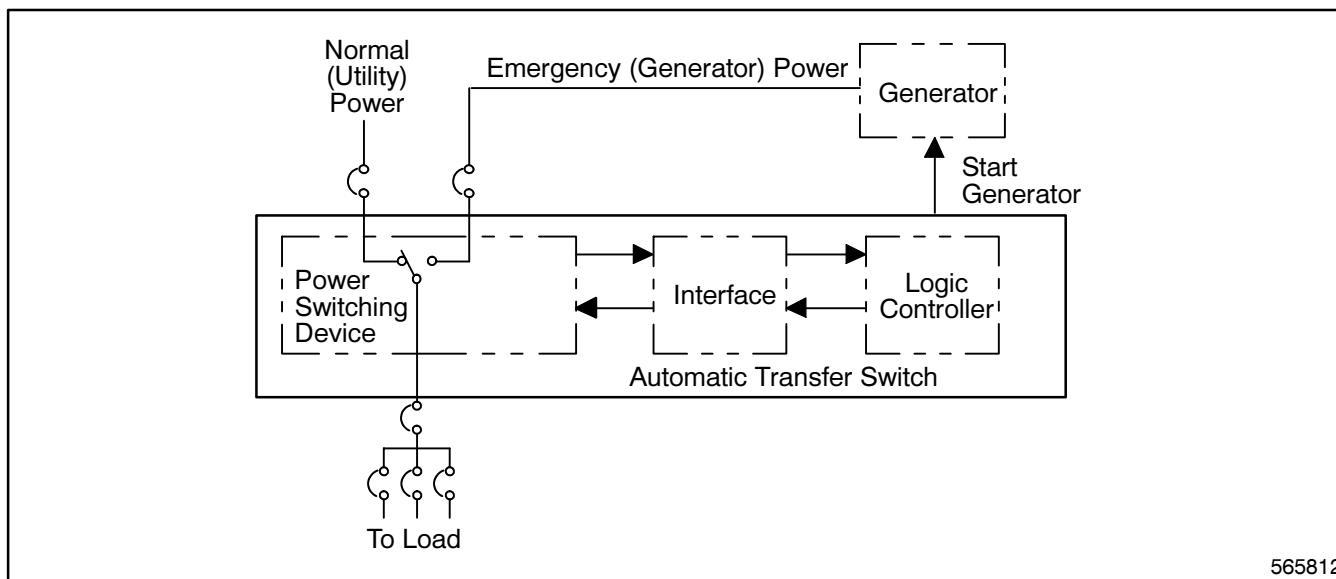 Normal
(Utility)
Power
Emergency (Generator) Power
Generator
Start
Generator
Power
Switching
Device
Interface
Logic
Controller
Automatic Transfer Switch
To Load
565812